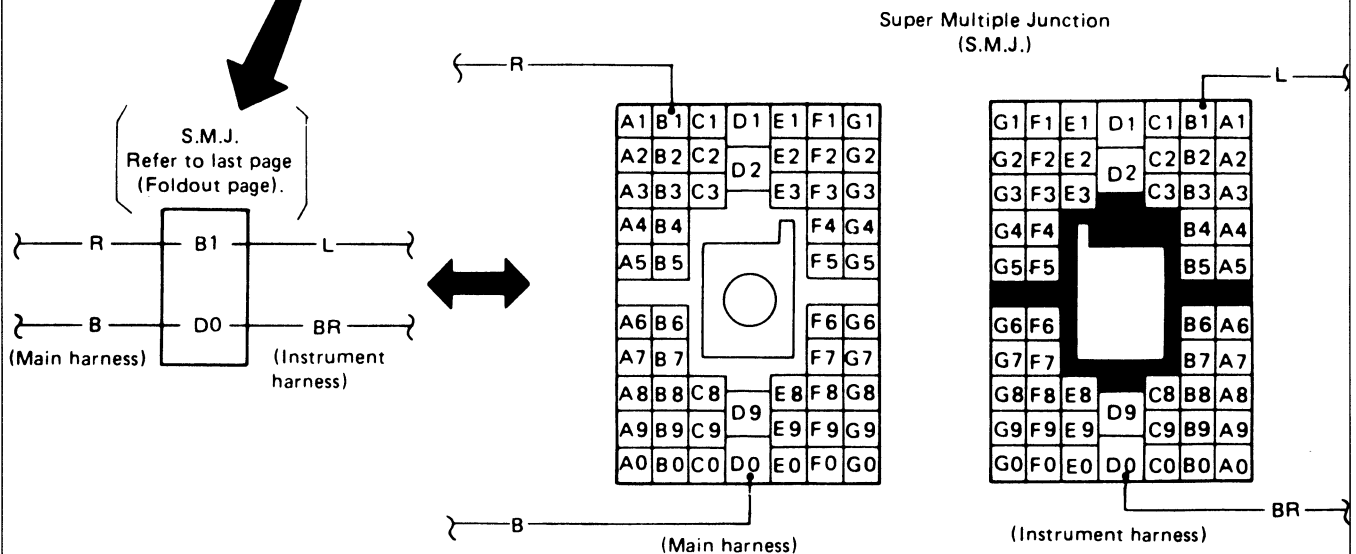 Super Multiple Junction
(S.M.J.)
S.M.J.
Refer to last page
(Foldout page).
R B1 L
B D0 BR
(Main harness) (Instrument
harness)
R
A1 B1 C1 D1 E1 F1 G1
A2 B2 C2 D2 E2 F2 G2
A3 B3 C3 E3 F3 G3
A4 B4 F4 G4
A5 B5 F5 G5
A6 B6 F6 G6
A7 B7 F7 G7
A8 B8 C8 E8 F8 G8
A9 B9 C9 D9 E9 F9 G9
A0 B0 C0 D0 E0 F0 G0
B
(Main harness)
L
G1 F1 E1 D1 C1 B1 A1
G2 F2 E2 D2 C2 B2 A2
G3 F3 E3 C3 B3 A3
G4 F4 B4 A4
G5 F5 B5 A5
G6 F6 B6 A6
G7 F7 B7 A7
G8 F8 E8 C8 B8 A8
G9 F9 E9 D9 C9 B9 A9
G0 F0 E0 D0 C0 B0 A0
BR
(Instrument harness)